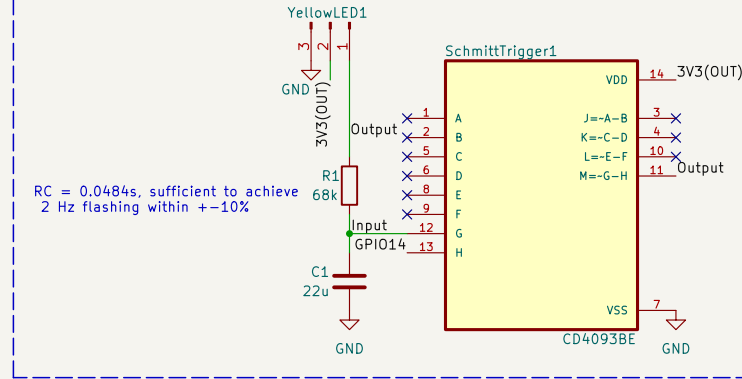 YellowLED1
3
2
1
GND
3V3(OUT)
SchmittTrigger1
VDD
14
3V3(OUT)
1
A
J=~A-B
3
Output
2
B
K=~C-D
4
5
C
L=~E-F
10
6
D
M=~G-H
11
Output
8
E
9
F
R1
68k
RC = 0.0484s, sufficient to achieve
2 Hz flashing within +-10%
Input
12
G
GPIO14
13
H
C1
22u
VSS
7
GND
CD4093BE
GND